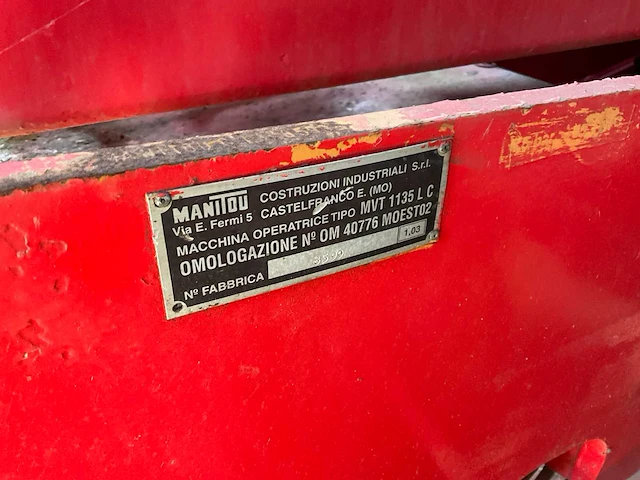 MANITOU COSTRUZIONI INDUSTRIALI S.r.l.
Via E. Fermi 5 CASTELFRANCO E. (MO)
MACCHINA OPERATRICE TIPO MVT 1135 L C
OMOLOGAZIONE Nº OM 40776 MOEST02
Nº FABBRICA 1.03